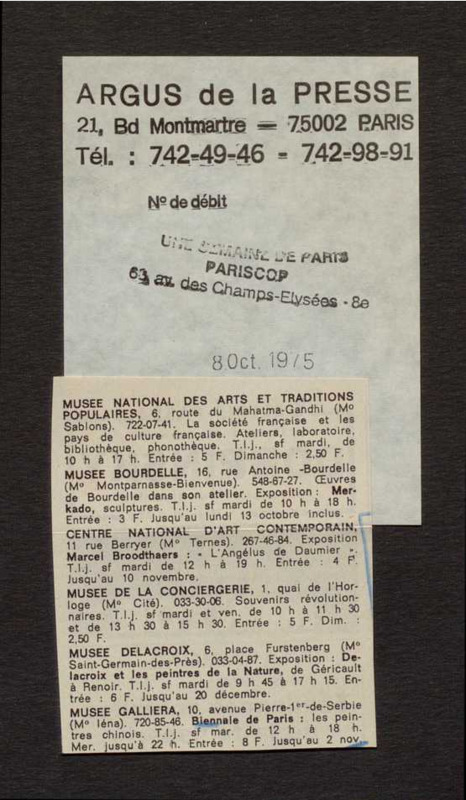 ARGUS de la PRESSE
21, Bd Montmartre — 75002 PARIS
Tél. : 742-49-46 - 742-98-91
Nº de débit
UNE SEMAINE DE PARIS
PARISCOP
63 av. des Champs-Elysées - 8e
8 Oct. 1975
MUSEE NATIONAL DES ARTS ET TRADITIONS
POPULAIRES, 6, route du Mahatma-Gandhi (Mº
Sablons). 722-07-41. La société française et les
pays de culture française. Ateliers, laboratoire,
bibliothèque, phonothèque. T.l.j., sf mardi, de
10 h à 17 h. Entrée : 5 F. Dimanche : 2,50 F.
MUSEE BOURDELLE, 16, rue Antoine -Bourdelle
(Mº Montparnasse-Bienvenue). 548-67-27. Œuvres
de Bourdelle dans son atelier. Exposition : Mer-
kado, sculptures. T.l.j. sf mardi de 10 h à 18 h.
Entrée : 3 F. Jusqu'au lundi 13 octobre inclus.
CENTRE NATIONAL D'ART CONTEMPORAIN,
11 rue Berryer (Mº Ternes). 267-46-84. Exposition
Marcel Broodthaers : « L'Angélus de Daumier ».
T.l.j. sf mardi de 12 h à 19 h. Entrée : 4 F.
Jusqu'au 10 novembre.
MUSEE DE LA CONCIERGERIE, 1, quai de l'Hor-
loge (Mº Cité). 033-30-06. Souvenirs révolution-
naires. T.l.j. sf mardi et ven. de 10 h à 11 h 30
et de 13 h 30 à 15 h 30. Entrée : 5 F. Dim. :
2,50 F.
MUSEE DELACROIX, 6, place Furstenberg (Mº
Saint-Germain-des-Près). 033-04-87. Exposition : De-
lacroix et les peintres de la Nature, de Géricault
à Renoir. T.l.j. sf mardi de 9 h 45 à 17 h 15. En-
trée : 6 F. Jusqu'au 20 décembre.
MUSEE GALLIERA, 10, avenue Pierre-1er-de-Serbie
(Mº Iéna). 720-85-46. Biennale de Paris : les pein-
tres chinois. T.l.j. sf mar. de 12 h à 18 h.
Mer. jusqu'à 22 h. Entrée : 8 F. Jusqu'au 2 nov.